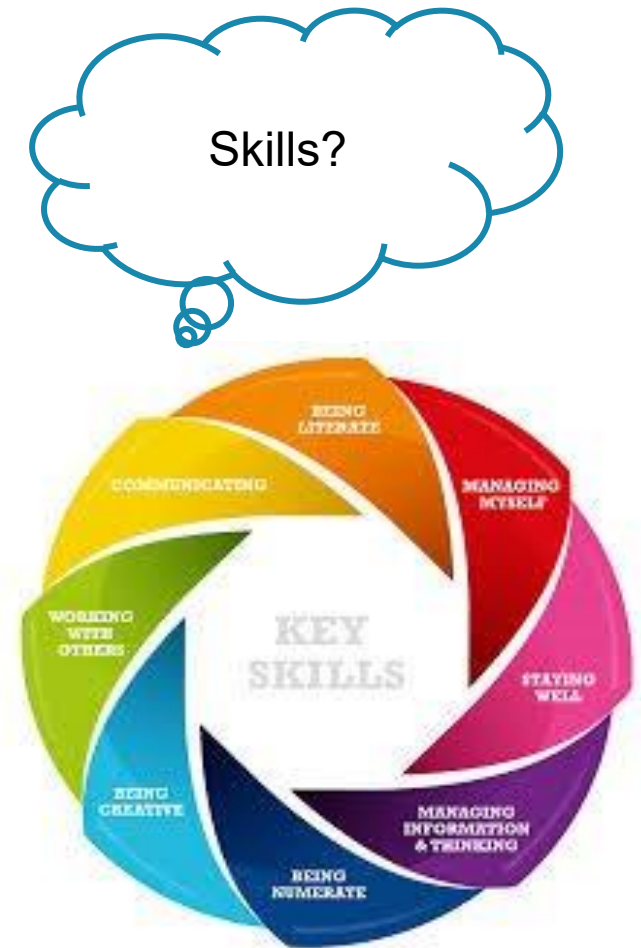 Skills?
BEING
LITERATE
MANAGING
MYSELF
STAYING
WELL
MANAGING
INFORMATION
& THINKING
BEING
NUMERATE
BEING
CREATIVE
WORKING
WITH
OTHERS
COMMUNICATING
KEY
SKILLS